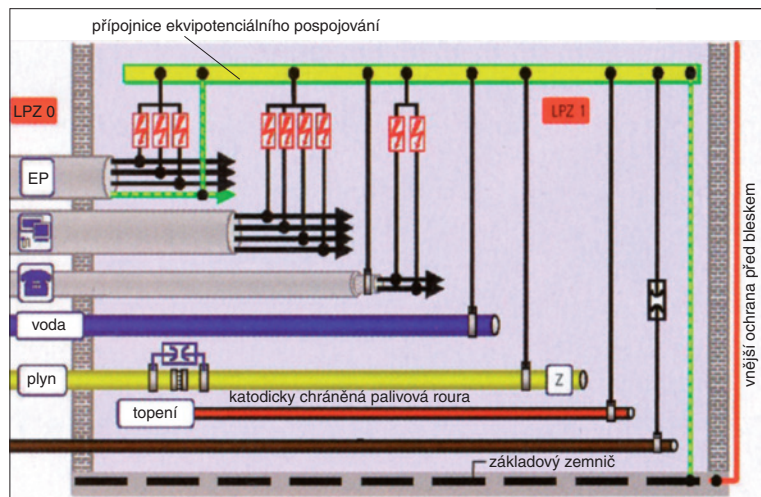 přípojnice ekvipotenciálního pospojování
LPZ 0
LPZ 1
EP
voda
plyn
Z
katodicky chráněná palivová roura
topení
základový zemnič
vnější ochrana před bleskem